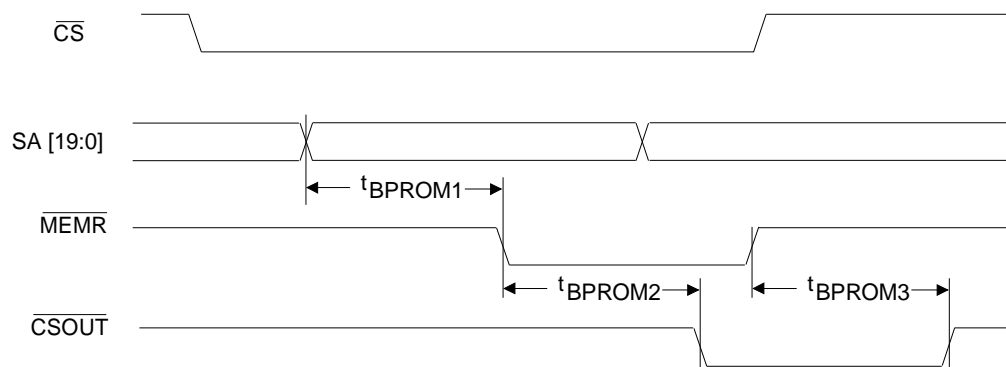 CS
SA [19:0]
tBPROM1
MEMR
tBPROM2
tBPROM3
CSOUT